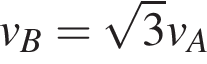 $v_B = \sqrt{3} v_A$